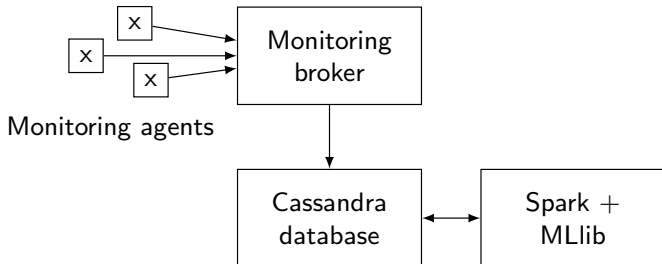 x
x
x
Monitoring
broker
Monitoring agents
Cassandra
database
Spark +
MLlib